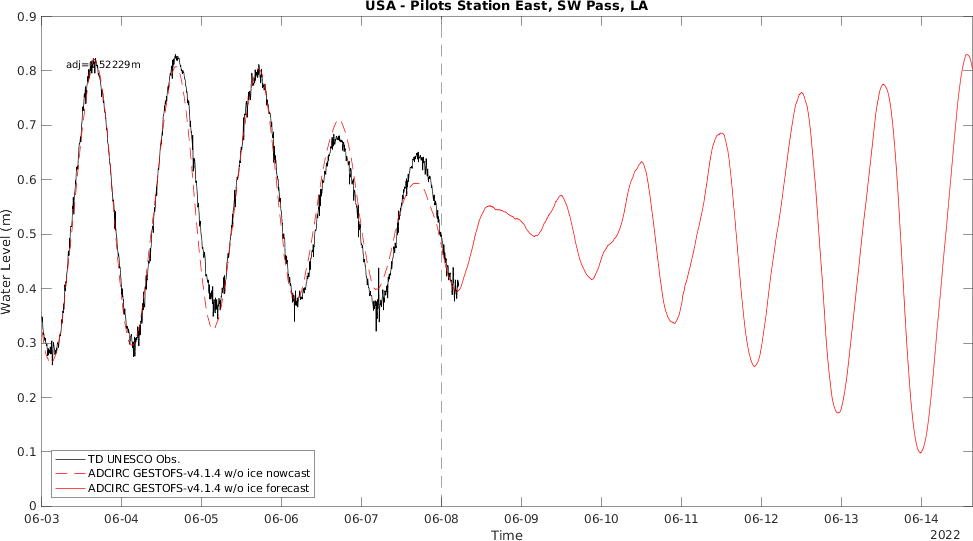 USA - Pilots Station East, SW Pass, LA
0.9
adj=0.52229m
0.8
0.7
0.6
0.5
0.4
0.3
0.2
0.1
0
Water Level (m)
TD UNESCO Obs.
ADCIRC GESTOFS-v4.1.4 w/o ice nowcast
ADCIRC GESTOFS-v4.1.4 w/o ice forecast
06-03 06-04 06-05 06-06 06-07 06-08 06-09 06-10 06-11 06-12 06-13 06-14
Time
2022